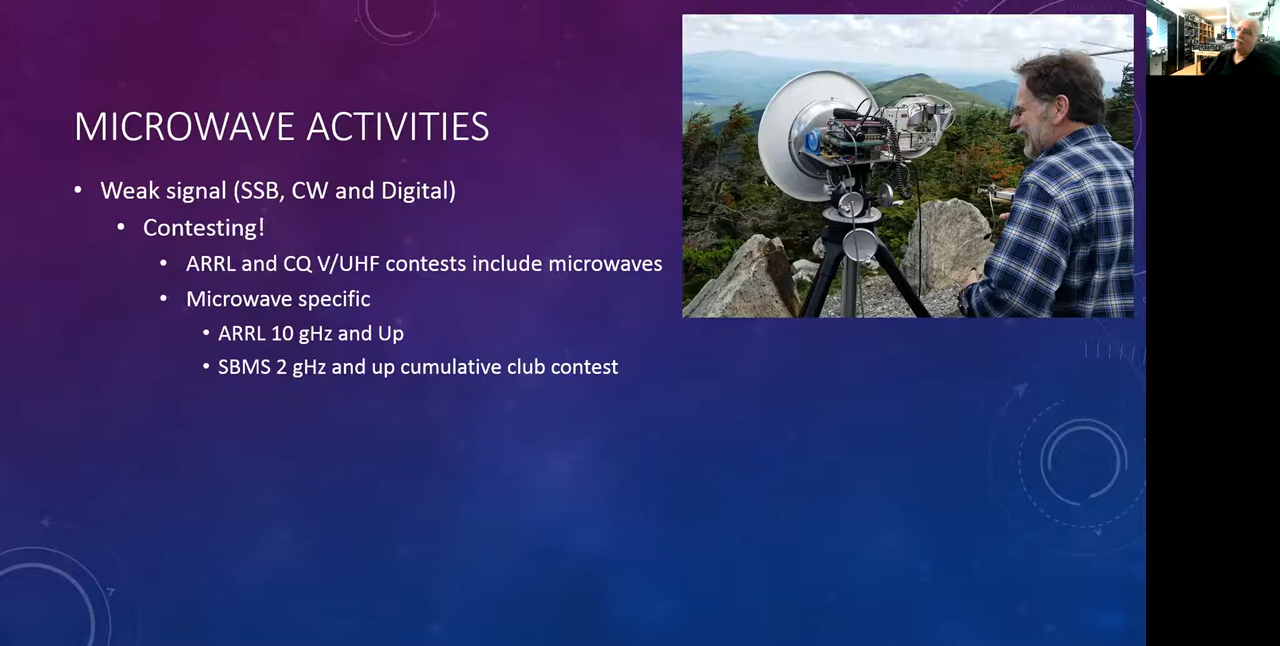 MICROWAVE ACTIVITIES
• Weak signal (SSB, CW and Digital)
• Contesting!
• ARRL and CQ V/UHF contests include microwaves
• Microwave specific
• ARRL 10 gHz and Up
• SBMS 2 gHz and up cumulative club contest